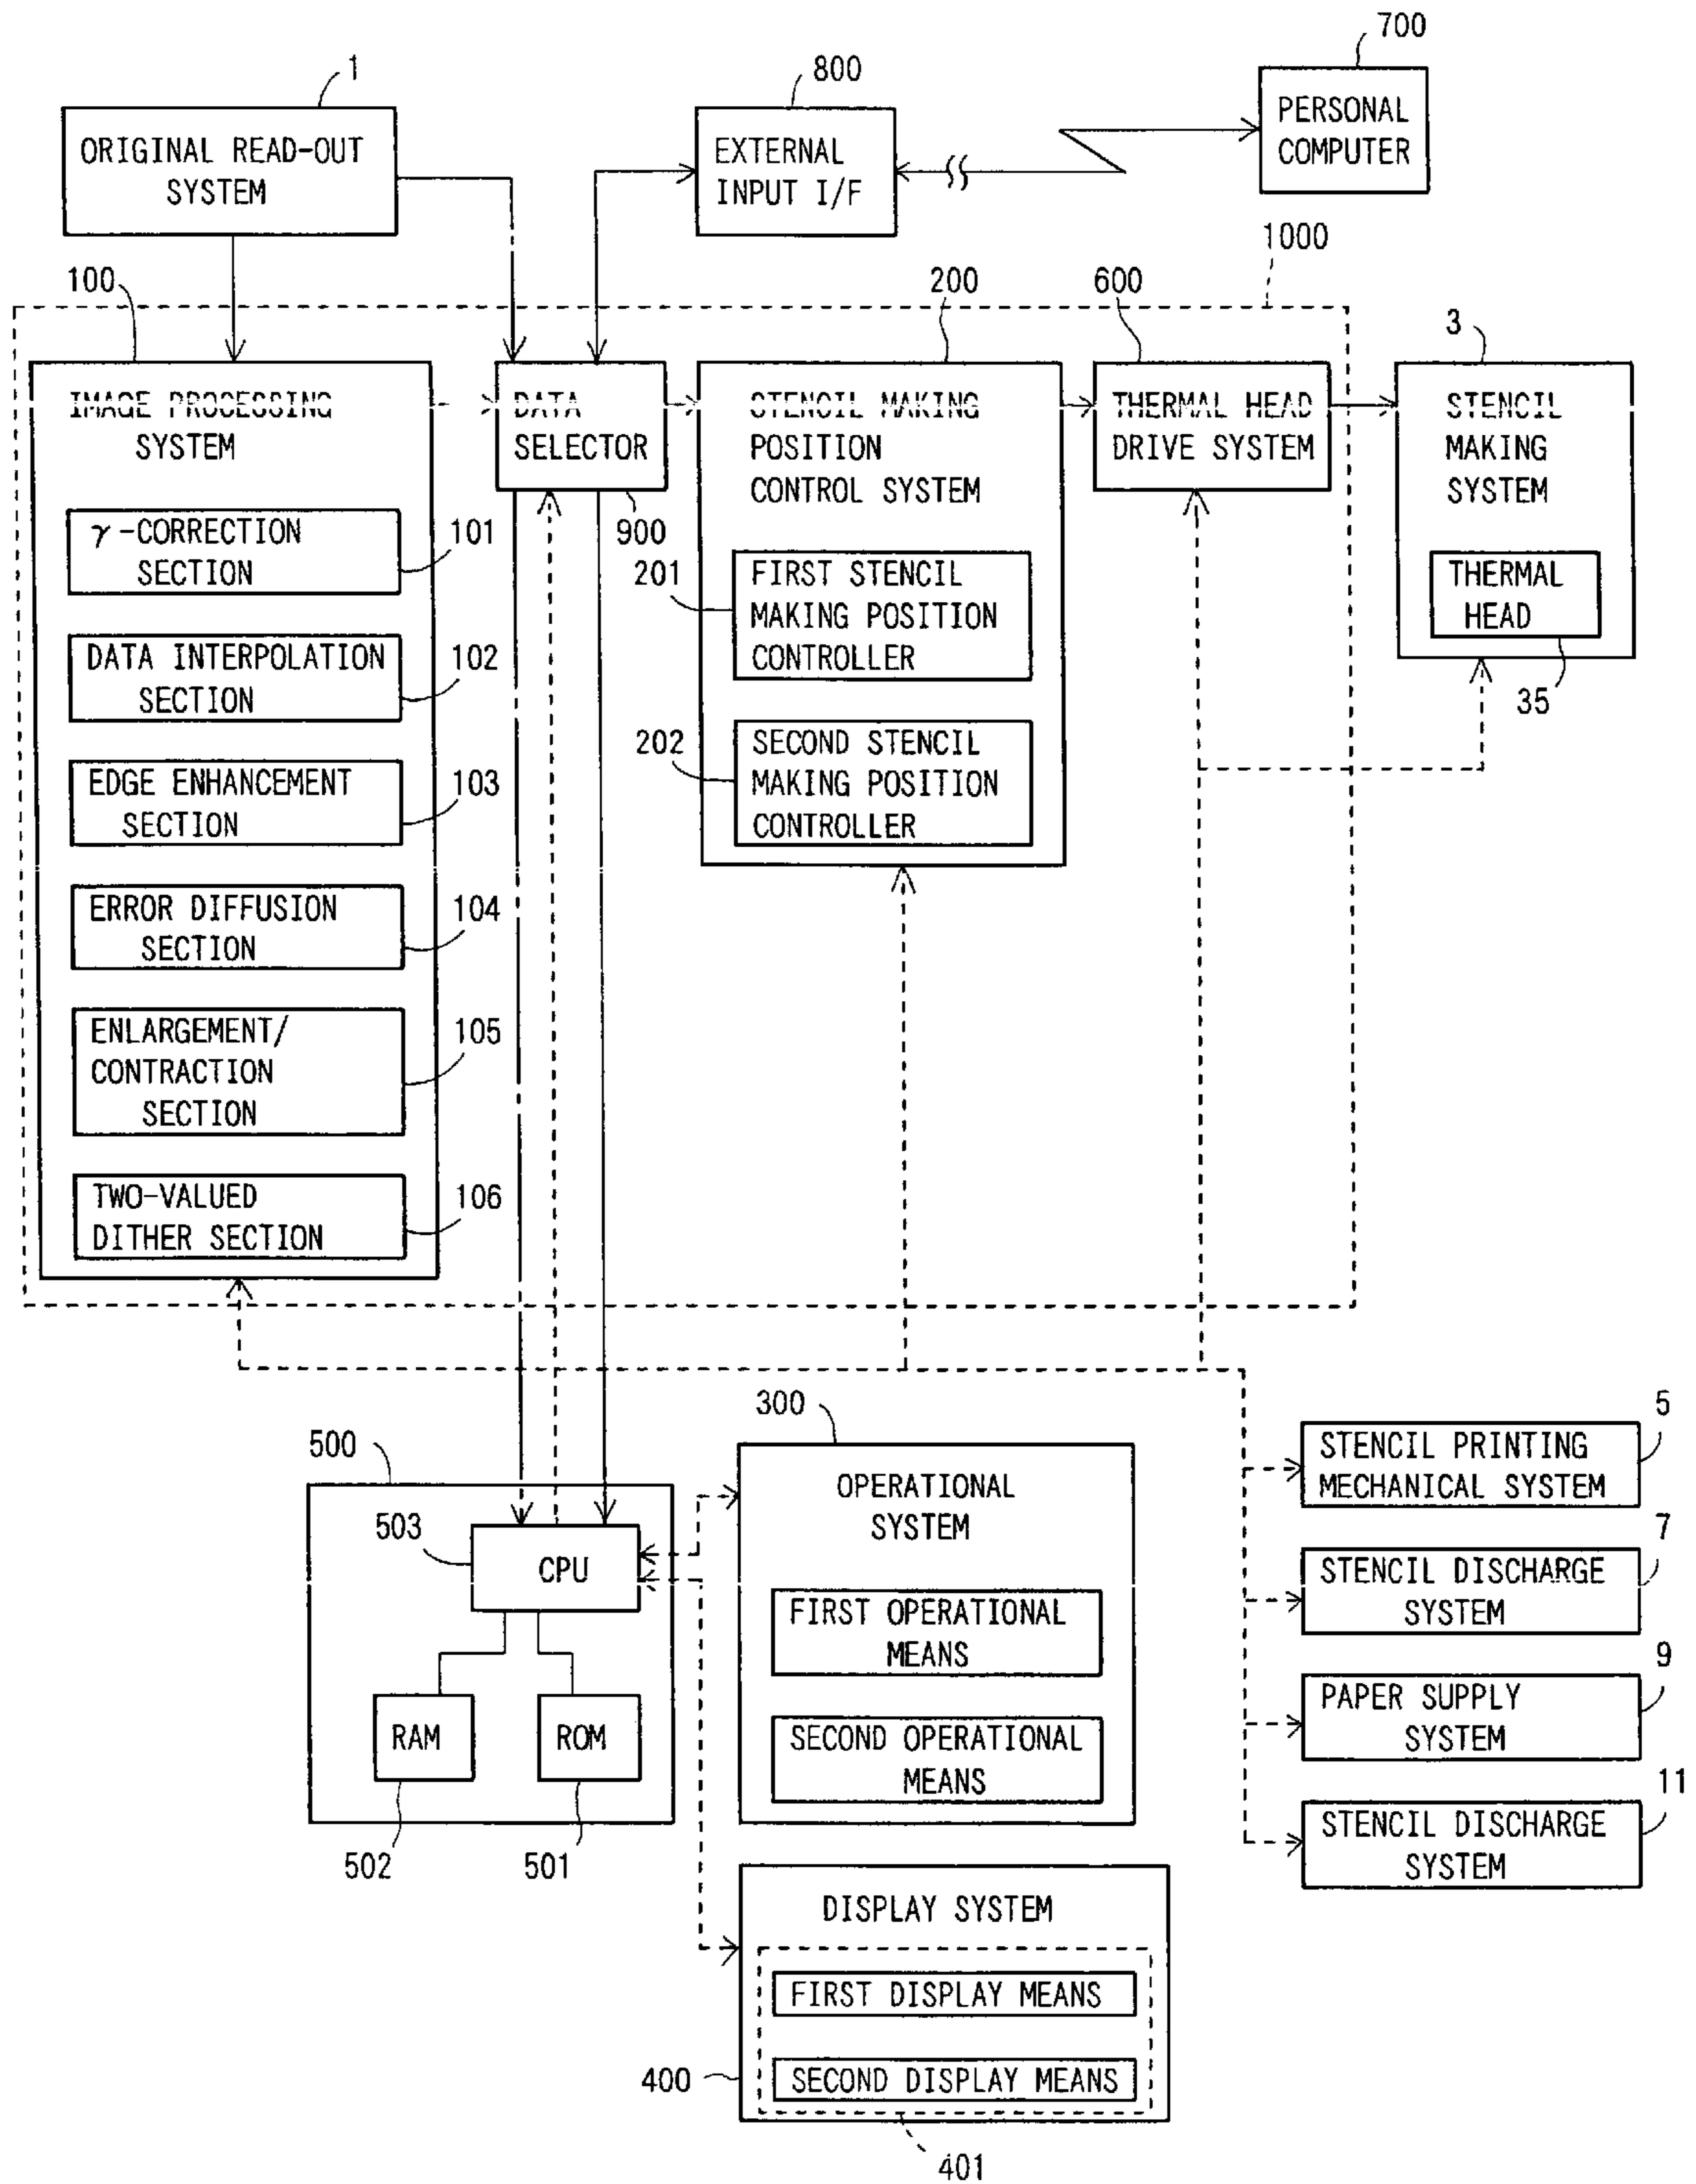 700
1
800
PERSONAL
COMPUTER
ORIGINAL READ-OUT
SYSTEM
EXTERNAL
INPUT I/F
1000
100
200
600
3
IMAGE PROCESSING
SYSTEM
DATA
SELECTOR
900
STENCIL MAKING
POSITION
CONTROL SYSTEM
THERMAL HEAD
DRIVE SYSTEM
STENCIL
MAKING
SYSTEM
γ-CORRECTION
SECTION
101
201
FIRST STENCIL
MAKING POSITION
CONTROLLER
THERMAL
HEAD
35
DATA INTERPOLATION
SECTION
102
202
SECOND STENCIL
MAKING POSITION
CONTROLLER
EDGE ENHANCEMENT
SECTION
103
ERROR DIFFUSION
SECTION
104
ENLARGEMENT/
CONTRACTION
SECTION
105
TWO-VALUED
DITHER SECTION
106
500
503
CPU
RAM
ROM
502
501
300
OPERATIONAL
SYSTEM
FIRST OPERATIONAL
MEANS
SECOND OPERATIONAL
MEANS
5
STENCIL PRINTING
MECHANICAL SYSTEM
7
STENCIL DISCHARGE
SYSTEM
9
PAPER SUPPLY
SYSTEM
11
STENCIL DISCHARGE
SYSTEM
DISPLAY SYSTEM
FIRST DISPLAY MEANS
SECOND DISPLAY MEANS
400
401